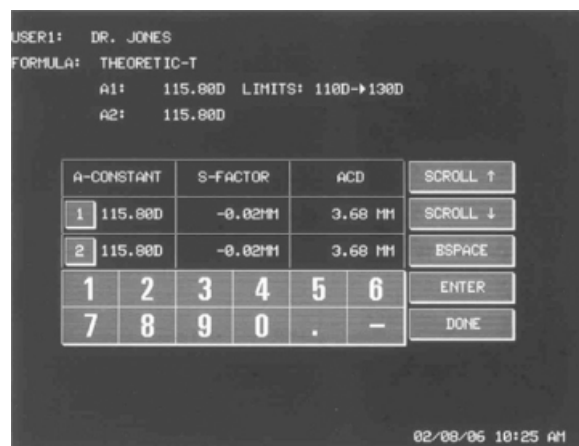 USER1: DR. JONES
FORMULA: THEORETIC-T
A1: 115.80D LIMITS: 110D→130D
A2: 115.80D
A-CONSTANT S-FACTOR ACD SCROLL ↑
1 115.80D -0.02MM 3.68 MM SCROLL ↓
2 115.80D -0.02MM 3.68 MM BSPACE
1 2 3 4 5 6 ENTER
7 8 9 0 . - DONE
02/08/06 10:25 AM